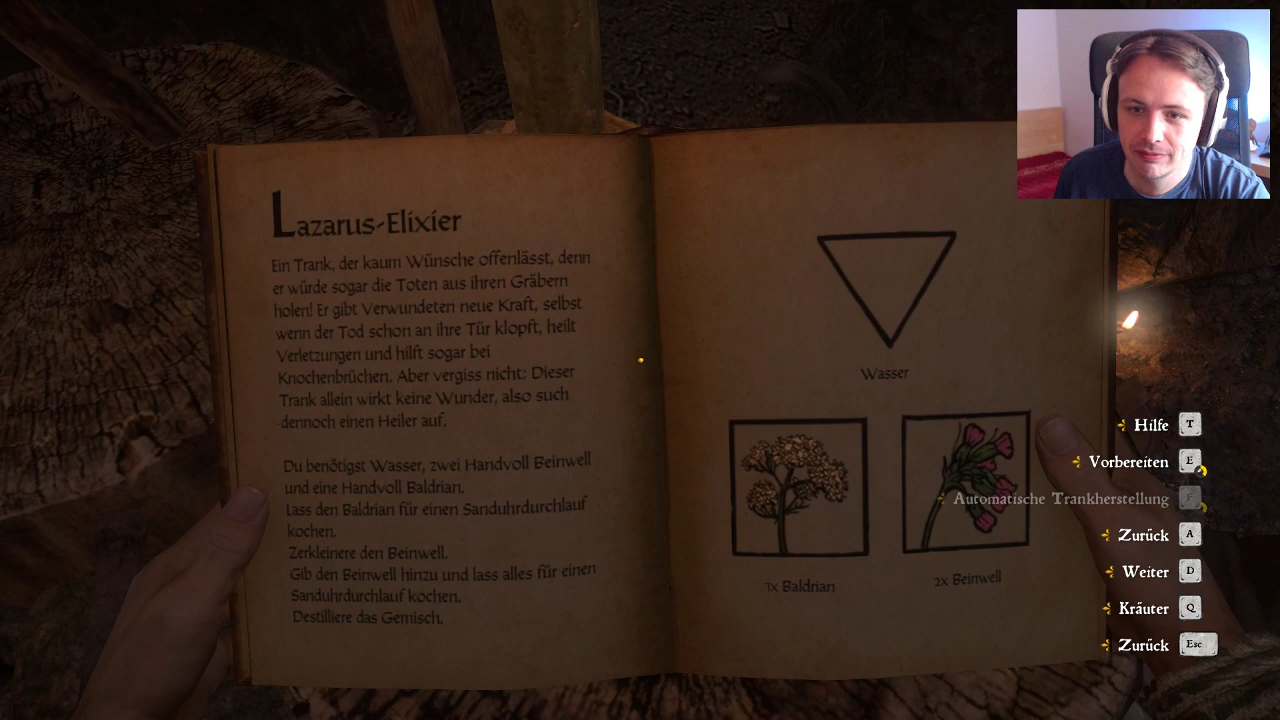 Lazarus-Elixier
Ein Trank, der kaum Wünsche offenlässt, denn
er würde sogar die Toten aus ihren Gräbern
holen! Er gibt Verwundeten neue Kraft, selbst
wenn der Tod schon an ihre Tür klopft, heilt
Verletzungen und hilft sogar bei
Knochenbrüchen. Aber vergiss nicht: Dieser
Trank allein wirkt keine Wunder, also such
dennoch einen Heiler auf.
Du benötigst Wasser, zwei Handvoll Beinwell
und eine Handvoll Baldrian.
Lass den Baldrian für einen Sanduhrdurchlauf
kochen.
Zerkleinere den Beinwell.
Gib den Beinwell hinzu und lass alles für einen
Sanduhrdurchlauf kochen.
Destilliere das Gemisch.
Wasser
1x Baldrian
2x Beinwell
Hilfe T
Vorbereiten E
Automatische Trankherstellung F
Zurück A
Weiter D
Kräuter Q
Zurück Esc